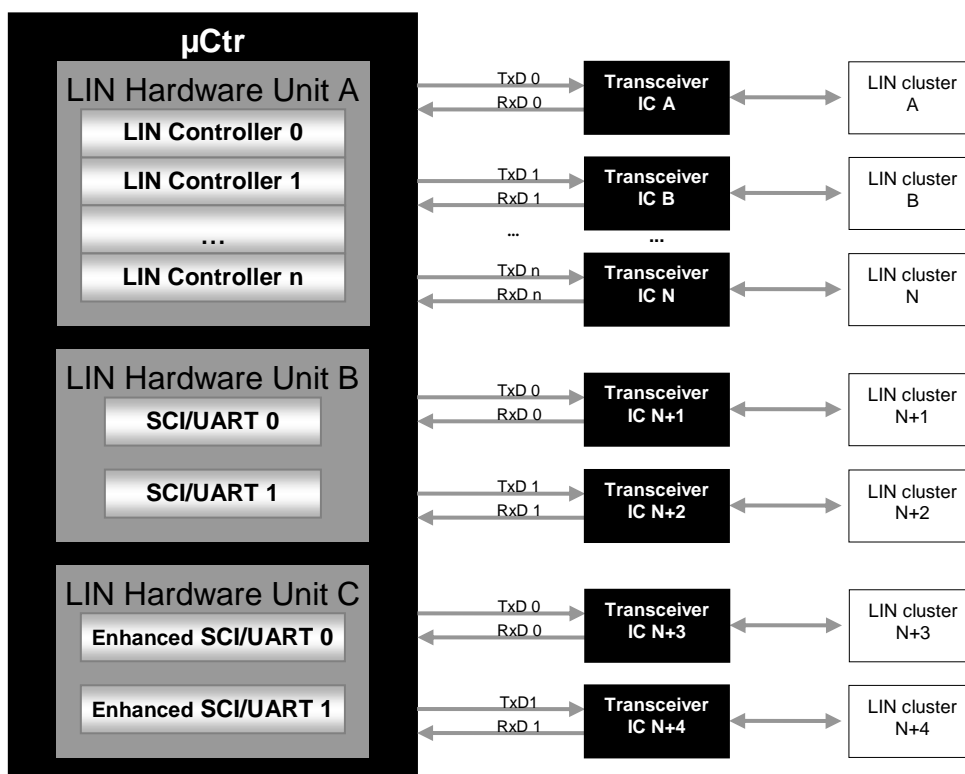 µCtr
LIN Hardware Unit A
LIN Controller 0
LIN Controller 1
...
LIN Controller n
TxD 0
RxD 0
Transceiver
IC A
LIN cluster
A
TxD 1
RxD 1
Transceiver
IC B
LIN cluster
B
...
...
TxD n
RxD n
Transceiver
IC N
LIN cluster
N
LIN Hardware Unit B
SCI/UART 0
SCI/UART 1
TxD 0
RxD 0
Transceiver
IC N+1
LIN cluster
N+1
TxD 1
RxD 1
Transceiver
IC N+2
LIN cluster
N+2
LIN Hardware Unit C
Enhanced SCI/UART 0
Enhanced SCI/UART 1
TxD 0
RxD 0
Transceiver
IC N+3
LIN cluster
N+3
TxD1
RxD 1
Transceiver
IC N+4
LIN cluster
N+4